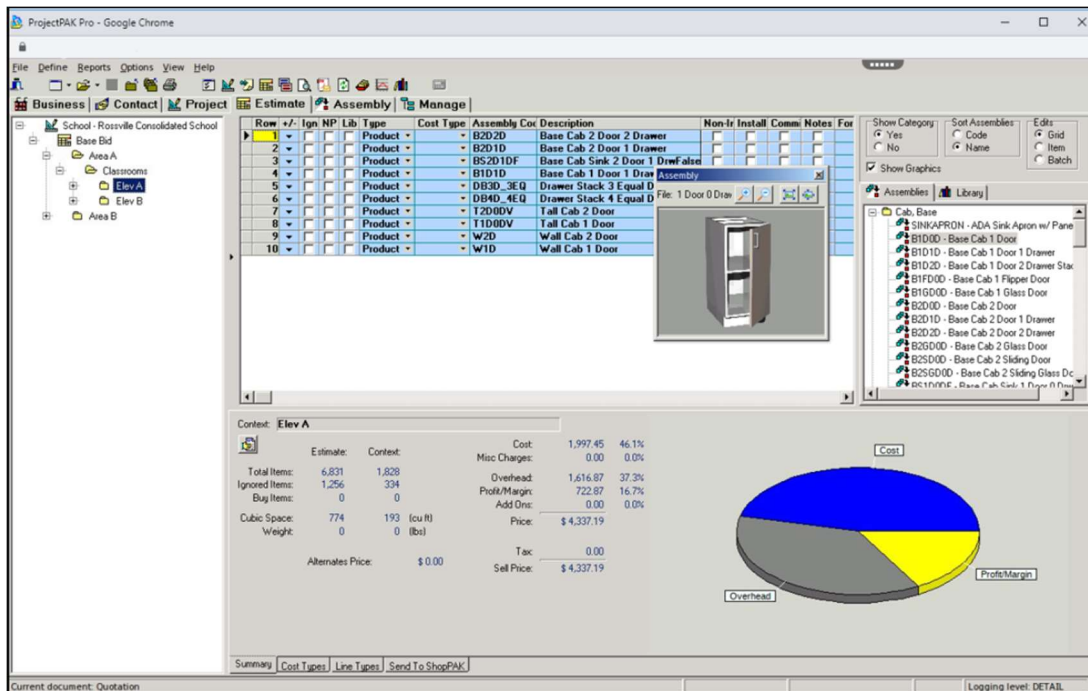 ProjectPAK Pro - Google Chrome
File Define Reports Options View Help
Business Contact Project Estimate Assembly Manage
School - Rossville Consolidated School
Base Bid
Area A
Classrooms
Elev A
Elev B
Area B
Row +/- Ign NP Lib Type Cost Type Assembly Cod Description Non-Ir Install Comm Notes For
1 Product B2D2D Base Cab 2 Door 2 Drawer
2 Product B2D1D Base Cab 2 Door 1 Drawer
3 Product BS2D1DF Base Cab Sink 2 Door 1 DrwFalse
4 Product B1D1D Base Cab 1 Door 1 Drawer
5 Product DB3D_3EQ Drawer Stack 3 Equal D
6 Product DB4D_4EQ Drawer Stack 4 Equal D
7 Product T2D0DV Tall Cab 2 Door
8 Product T1D0DV Tall Cab 1 Door
9 Product W2D Wall Cab 2 Door
10 Product W1D Wall Cab 1 Door
Assembly
File: 1 Door 0 Draw
Show Category
Yes
No
Sort Assemblies
Code
Name
Edits
Grid
Item
Batch
Show Graphics
Assemblies Library
Cab, Base
SINKAPRON - ADA Sink Apron w/ Pane
B1D0D - Base Cab 1 Door
B1D1D - Base Cab 1 Door 1 Drawer
B1D2D - Base Cab 1 Door 2 Drawer Stac
B1FD0D - Base Cab 1 Flipper Door
B1GD0D - Base Cab 1 Glass Door
B2D0D - Base Cab 2 Door
B2D1D - Base Cab 2 Door 1 Drawer
B2D2D - Base Cab 2 Door 2 Drawer
B2GD0D - Base Cab 2 Glass Door
B2SD0D - Base Cab 2 Sliding Door
B2SGD0D - Base Cab 2 Sliding Glass Do
BS1D0DF - Base Cab Sink 1 Door 0 Draw
Context: Elev A
Estimate: Context:
Total Items: 6,831 1,828
Ignored Items: 1,256 334
Buy Items: 0 0
Cubic Space: 774 193 (cu ft)
Weight: 0 0 (lbs)
Alternates Price: $ 0.00
Cost: 1,997.45 46.1%
Misc Charges: 0.00 0.0%
Overhead: 1,616.87 37.3%
Profit/Margin: 722.87 16.7%
Add Ons: 0.00 0.0%
Price: $ 4,337.19
Tax: 0.00
Sell Price: $ 4,337.19
Cost
Profit/Margin
Overhead
Summary Cost Types Line Types Send To ShopPAK
Current document: Quotation
Logging level: DETAIL